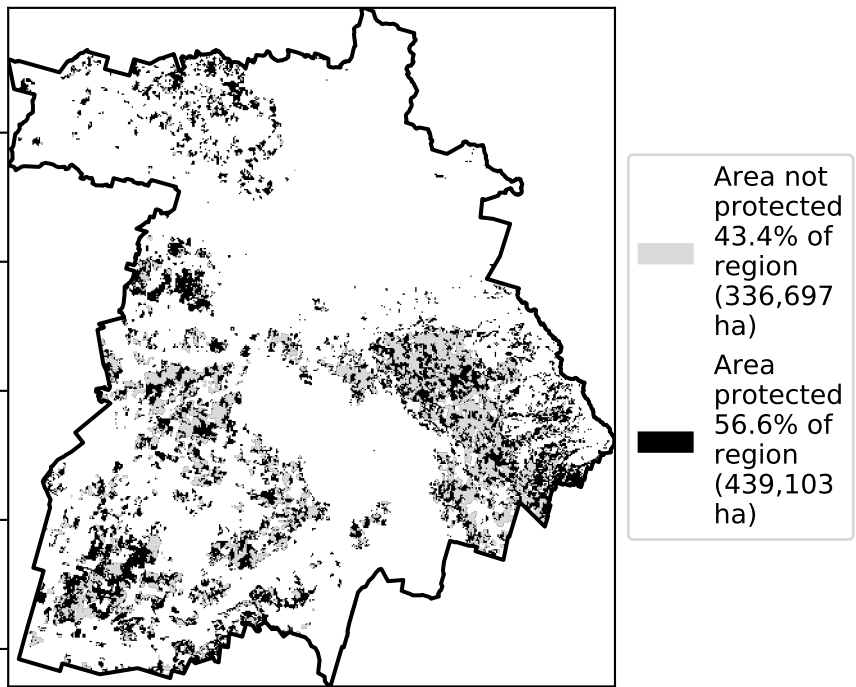 Area not
protected
43.4% of
region
(336,697
ha)
Area
protected
56.6% of
region
(439,103
ha)